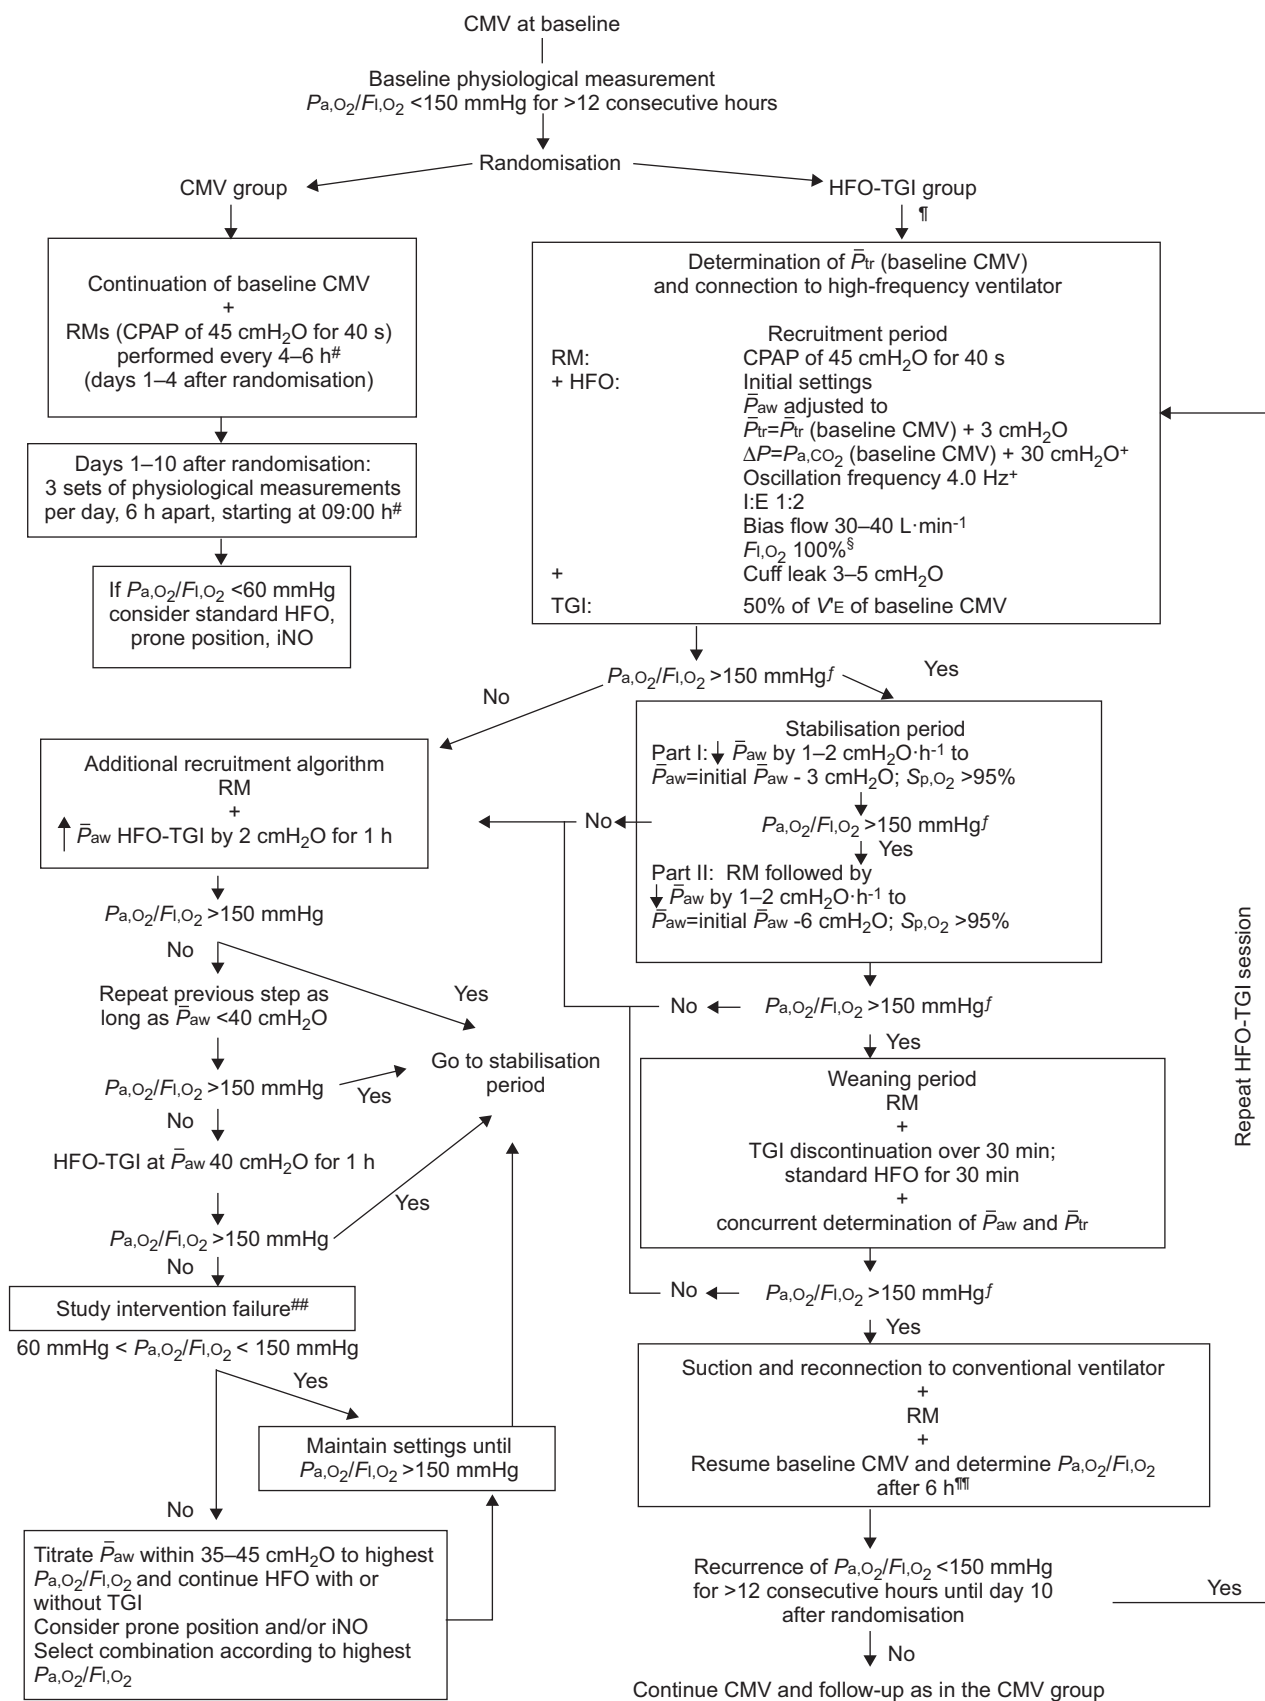 CMV at baseline
Baseline physiological measurement
Pa,O2/FI,O2 <150 mmHg for >12 consecutive hours
Randomisation
CMV group
HFO-TGI group
¶
Continuation of baseline CMV
+
RMs (CPAP of 45 cmH2O for 40 s)
performed every 4–6 h#
(days 1–4 after randomisation)
Days 1–10 after randomisation:
3 sets of physiological measurements
per day, 6 h apart, starting at 09:00 h#
If Pa,O2/FI,O2 <60 mmHg
consider standard HFO,
prone position, iNO
Determination of P̄tr (baseline CMV)
and connection to high-frequency ventilator
Recruitment period
RM: CPAP of 45 cmH2O for 40 s
+ HFO: Initial settings
P̄aw adjusted to
P̄tr=P̄tr (baseline CMV) + 3 cmH2O
ΔP=Pa,CO2 (baseline CMV) + 30 cmH2O+
Oscillation frequency 4.0 Hz+
I:E 1:2
Bias flow 30–40 L·min-1
FI,O2 100%§
+ Cuff leak 3–5 cmH2O
TGI: 50% of V'E of baseline CMV
Pa,O2/FI,O2 >150 mmHgƒ
Yes
No
Stabilisation period
Part I: ↓ P̄aw by 1–2 cmH2O·h-1 to
P̄aw=initial P̄aw - 3 cmH2O; Sp,O2 >95%
No
Pa,O2/FI,O2 >150 mmHgƒ
Yes
Part II: RM followed by
↓ P̄aw by 1–2 cmH2O·h-1 to
P̄aw=initial P̄aw -6 cmH2O; Sp,O2 >95%
No
Pa,O2/FI,O2 >150 mmHgƒ
Yes
Weaning period
RM
+
TGI discontinuation over 30 min;
standard HFO for 30 min
+
concurrent determination of P̄aw and P̄tr
No
Pa,O2/FI,O2 >150 mmHgƒ
Yes
Suction and reconnection to conventional ventilator
+
RM
+
Resume baseline CMV and determine Pa,O2/FI,O2
after 6 h¶¶
Recurrence of Pa,O2/FI,O2 <150 mmHg
for >12 consecutive hours until day 10
after randomisation
Yes
Repeat HFO-TGI session
No
Continue CMV and follow-up as in the CMV group
Additional recruitment algorithm
RM
+
↑ P̄aw HFO-TGI by 2 cmH2O for 1 h
Pa,O2/FI,O2 >150 mmHg
No
Yes
Repeat previous step as
long as P̄aw <40 cmH2O
Go to stabilisation
period
Pa,O2/FI,O2 >150 mmHg
Yes
No
HFO-TGI at P̄aw 40 cmH2O for 1 h
Yes
Pa,O2/FI,O2 >150 mmHg
No
Study intervention failure##
60 mmHg < Pa,O2/FI,O2 < 150 mmHg
Yes
Maintain settings until
Pa,O2/FI,O2 >150 mmHg
No
Titrate P̄aw within 35–45 cmH2O to highest
Pa,O2/FI,O2 and continue HFO with or
without TGI
Consider prone position and/or iNO
Select combination according to highest
Pa,O2/FI,O2